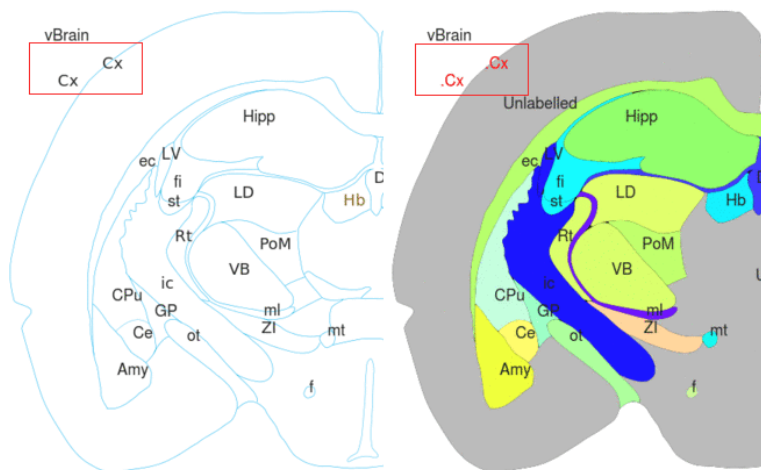 vBrain
Cx
Cx
Hipp
ec
LV
fi
st
LD
Hb
D
Rt
PoM
VB
ic
CPu
GP
ml
ZI
mt
Ce
ot
Amy
f
vBrain
.Cx
.Cx
Unlabelled
Hipp
ec
LV
fi
st
LD
Hb
D
Rt
PoM
VB
ic
U
CPu
GP
ml
ZI
mt
Ce
ot
Amy
f